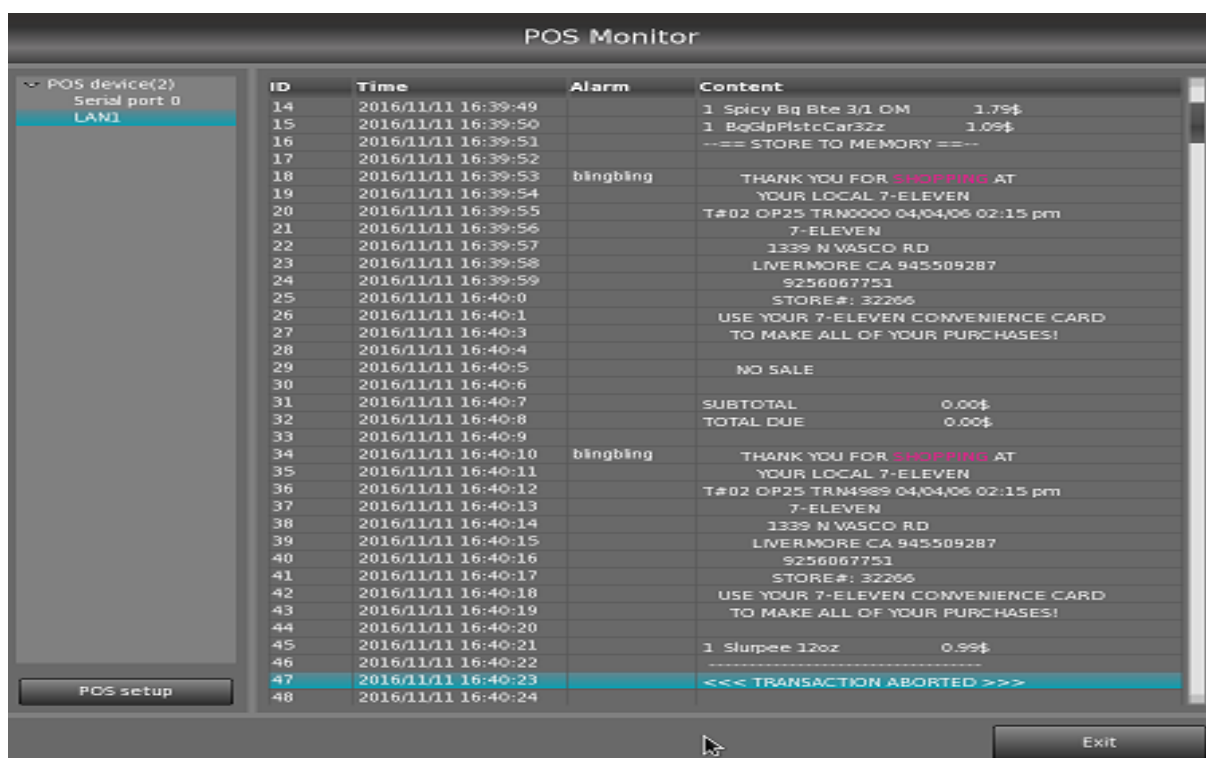 POS Monitor
POS device(2)
Serial port 0
LAN1
POS setup
ID Time Alarm Content
14 2016/11/11 16:39:49 1 Spicy Bq Bte 3/1 OM 1.79$
15 2016/11/11 16:39:50 1 BqGlpPlstcCar32z 1.09$
16 2016/11/11 16:39:51 --== STORE TO MEMORY ==--
17 2016/11/11 16:39:52
18 2016/11/11 16:39:53 blingbling THANK YOU FOR SHOPPING AT
19 2016/11/11 16:39:54 YOUR LOCAL 7-ELEVEN
20 2016/11/11 16:39:55 T#02 OP25 TRN0000 04/04/06 02:15 pm
21 2016/11/11 16:39:56 7-ELEVEN
22 2016/11/11 16:39:57 1339 N VASCO RD
23 2016/11/11 16:39:58 LIVERMORE CA 945509287
24 2016/11/11 16:39:59 9256067751
25 2016/11/11 16:40:0 STORE#: 32266
26 2016/11/11 16:40:1 USE YOUR 7-ELEVEN CONVENIENCE CARD
27 2016/11/11 16:40:3 TO MAKE ALL OF YOUR PURCHASES!
28 2016/11/11 16:40:4
29 2016/11/11 16:40:5 NO SALE
30 2016/11/11 16:40:6
31 2016/11/11 16:40:7 SUBTOTAL 0.00$
32 2016/11/11 16:40:8 TOTAL DUE 0.00$
33 2016/11/11 16:40:9
34 2016/11/11 16:40:10 blingbling THANK YOU FOR SHOPPING AT
35 2016/11/11 16:40:11 YOUR LOCAL 7-ELEVEN
36 2016/11/11 16:40:12 T#02 OP25 TRN4989 04/04/06 02:15 pm
37 2016/11/11 16:40:13 7-ELEVEN
38 2016/11/11 16:40:14 1339 N VASCO RD
39 2016/11/11 16:40:15 LIVERMORE CA 945509287
40 2016/11/11 16:40:16 9256067751
41 2016/11/11 16:40:17 STORE#: 32266
42 2016/11/11 16:40:18 USE YOUR 7-ELEVEN CONVENIENCE CARD
43 2016/11/11 16:40:19 TO MAKE ALL OF YOUR PURCHASES!
44 2016/11/11 16:40:20
45 2016/11/11 16:40:21 1 Slurpee 12oz 0.99$
46 2016/11/11 16:40:22 ----------------------------------
47 2016/11/11 16:40:23 <<< TRANSACTION ABORTED >>>
48 2016/11/11 16:40:24
Exit